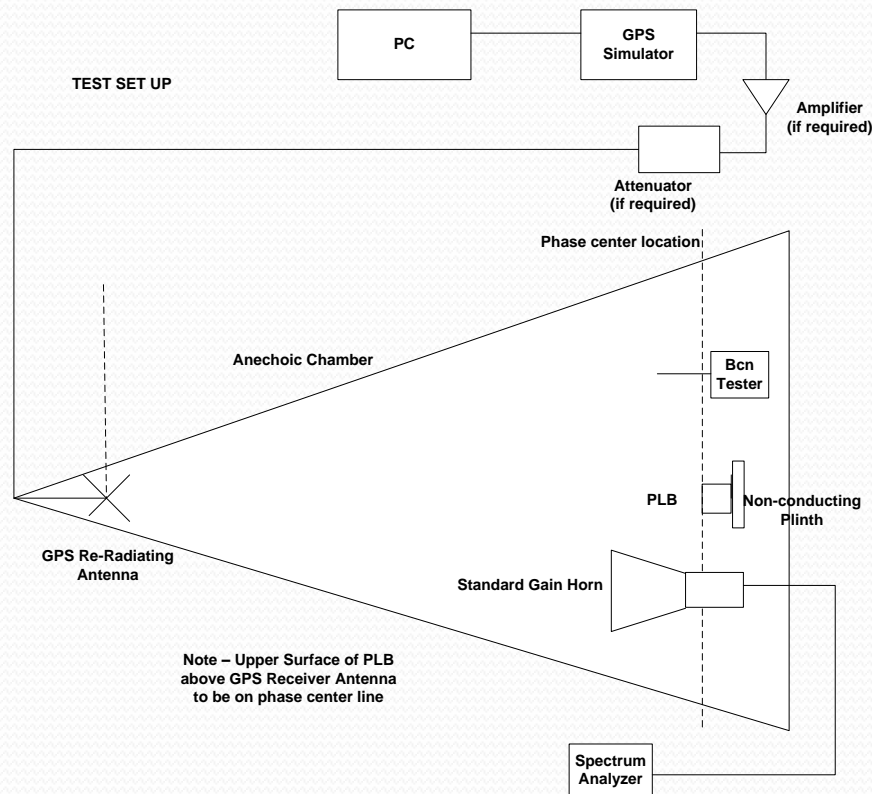 PC
GPS
Simulator
TEST SET UP
Amplifier
(if required)
Attenuator
(if required)
Phase center location
Anechoic Chamber
Bcn
Tester
PLB
Non-conducting
Plinth
GPS Re-Radiating
Antenna
Standard Gain Horn
Note – Upper Surface of PLB
above GPS Receiver Antenna
to be on phase center line
Spectrum
Analyzer